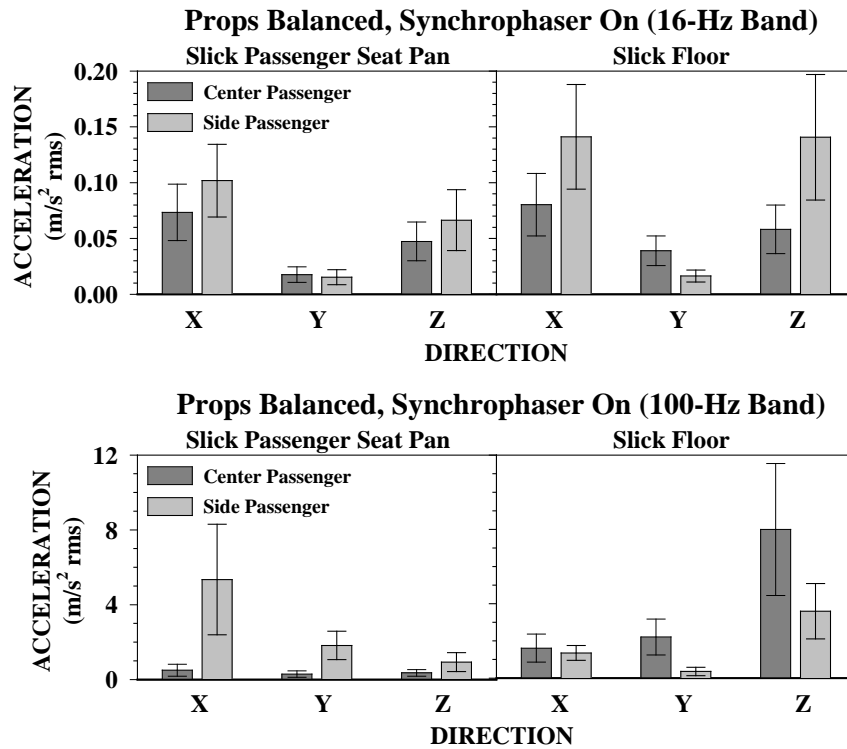 Props Balanced, Synchrophaser On (16-Hz Band)
Slick Passenger Seat Pan
Slick Floor
ACCELERATION
(m/s² rms)
0.20
0.15
0.10
0.05
0.00
Center Passenger
Side Passenger
X Y Z X Y Z
DIRECTION
Props Balanced, Synchrophaser On (100-Hz Band)
Slick Passenger Seat Pan
Slick Floor
ACCELERATION
(m/s² rms)
12
8
4
0
Center Passenger
Side Passenger
X Y Z X Y Z
DIRECTION